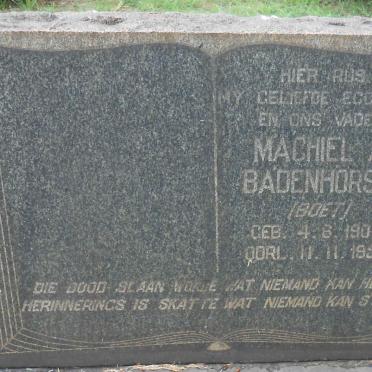 HIER RUS
MY GELIEFDE EGG
EN ONS VADE
MACHIEL
BADENHORS
(BOET)
GEB. 4. 6. 190
OORL. 11. 11. 19
DIE DOOD SLAAN WONDE WAT NIEMAND KAN HE
HERINNERINGS IS SKATTE WAT NIEMAND KAN S